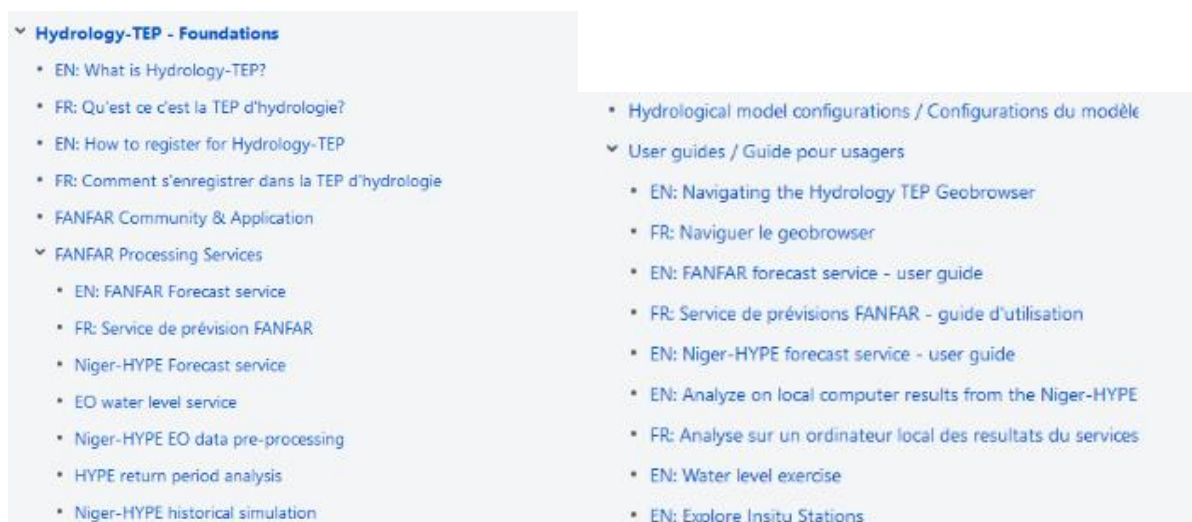 Hydrology-TEP - Foundations
EN: What is Hydrology-TEP?
FR: Qu'est ce c'est la TEP d'hydrologie?
EN: How to register for Hydrology-TEP
FR: Comment s'enregistrer dans la TEP d'hydrologie
FANFAR Community & Application
FANFAR Processing Services
EN: FANFAR Forecast service
FR: Service de prévision FANFAR
Niger-HYPE Forecast service
EO water level service
Niger-HYPE EO data pre-processing
HYPE return period analysis
Niger-HYPE historical simulation
Hydrological model configurations / Configurations du modèle
User guides / Guide pour usagers
EN: Navigating the Hydrology TEP Geobrowser
FR: Naviguer le geobrowser
EN: FANFAR forecast service - user guide
FR: Service de prévisions FANFAR - guide d'utilisation
EN: Niger-HYPE forecast service - user guide
EN: Analyze on local computer results from the Niger-HYPE
FR: Analyse sur un ordinateur local des resultats du services
EN: Water level exercise
EN: Explore Insitu Stations